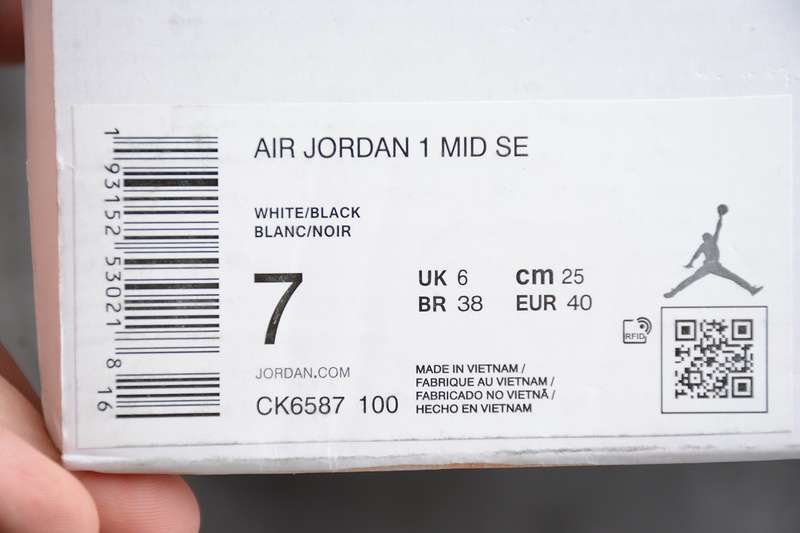 AIR JORDAN 1 MID SE
WHITE/BLACK
BLANC/NOIR
7
UK 6
cm 25
BR 38
EUR 40
JORDAN.COM
CK6587 100
MADE IN VIETNAM /
FABRIQUE AU VIETNAM /
FABRICADO NO VIETNÃ /
HECHO EN VIETNAM
RFID
1 93152 53021 8 16